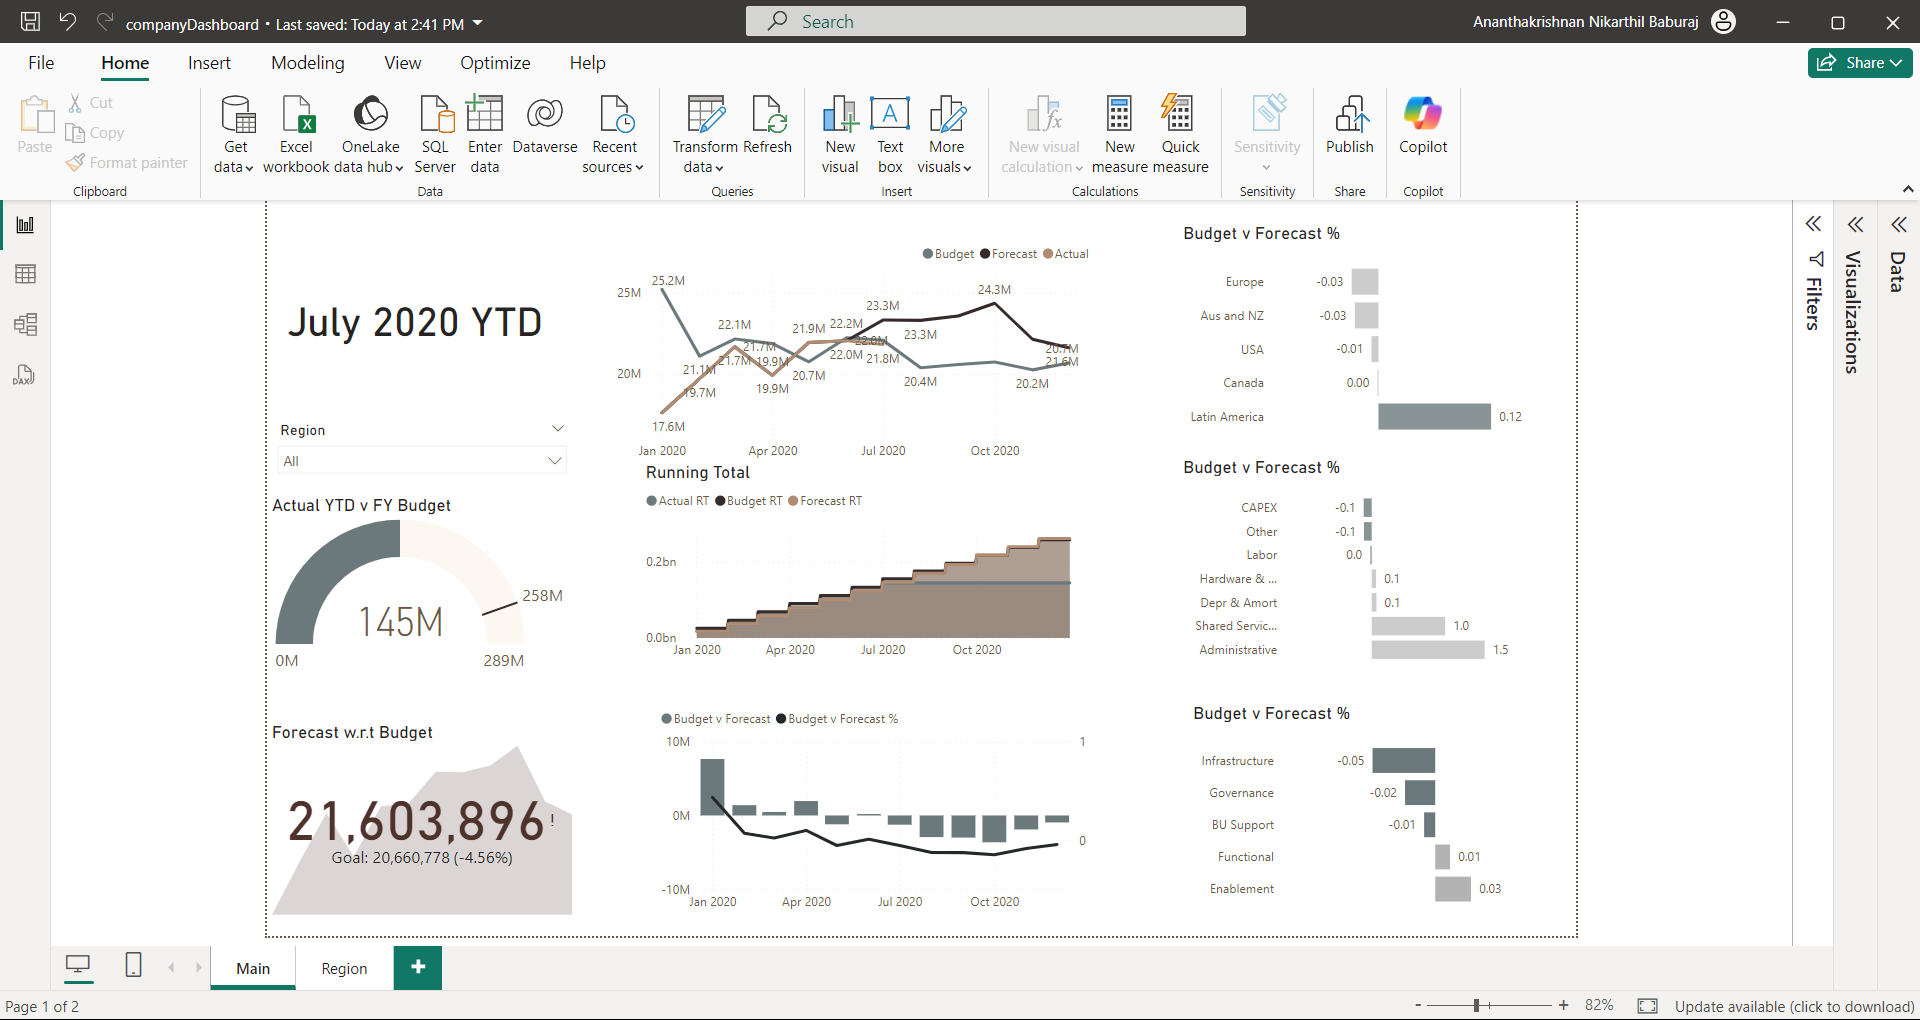 companyDashboard • Last saved: Today at 2:41 PM
Search
Ananthakrishnan Nikarthil Baburaj
File Home Insert Modeling View Optimize Help
Share
Paste
Cut
Copy
Format painter
Clipboard
Get data
Excel workbook
OneLake data hub
SQL Server
Enter data
Dataverse
Recent sources
Data
Transform data
Refresh
Queries
New visual
Text box
More visuals
Insert
New visual calculation
New measure
Quick measure
Calculations
Sensitivity
Sensitivity
Publish
Share
Copilot
Copilot
DAX
July 2020 YTD
Region
All
Actual YTD v FY Budget
145M
258M
0M
289M
Forecast w.r.t Budget
21,603,896!
Goal: 20,660,778 (-4.56%)
Budget Forecast Actual
25M
20M
25.2M
21.1M
22.1M
21.7M
21.7M
19.9M
19.9M
19.7M
17.6M
21.9M
20.7M
22.2M
22.0M
22.0M
21.8M
23.3M
23.3M
20.4M
24.3M
20.2M
20.7M
21.6M
Jan 2020 Apr 2020 Jul 2020 Oct 2020
Running Total
Actual RT Budget RT Forecast RT
0.2bn
0.0bn
Jan 2020 Apr 2020 Jul 2020 Oct 2020
Budget v Forecast Budget v Forecast %
10M
0M
-10M
1
0
Jan 2020 Apr 2020 Jul 2020 Oct 2020
Budget v Forecast %
Europe -0.03
Aus and NZ -0.03
USA -0.01
Canada 0.00
Latin America 0.12
Budget v Forecast %
CAPEX -0.1
Other -0.1
Labor 0.0
Hardware & ... 0.1
Depr & Amort 0.1
Shared Servic... 1.0
Administrative 1.5
Budget v Forecast %
Infrastructure -0.05
Governance -0.02
BU Support -0.01
Functional 0.01
Enablement 0.03
Filters
Visualizations
Data
Main
Region
+
Page 1 of 2
- + 82%
Update available (click to download)